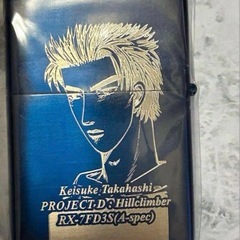 Keisuke Takahashi
PROJECT·D : Hillclimber
RX-7FD3S(A-spec)